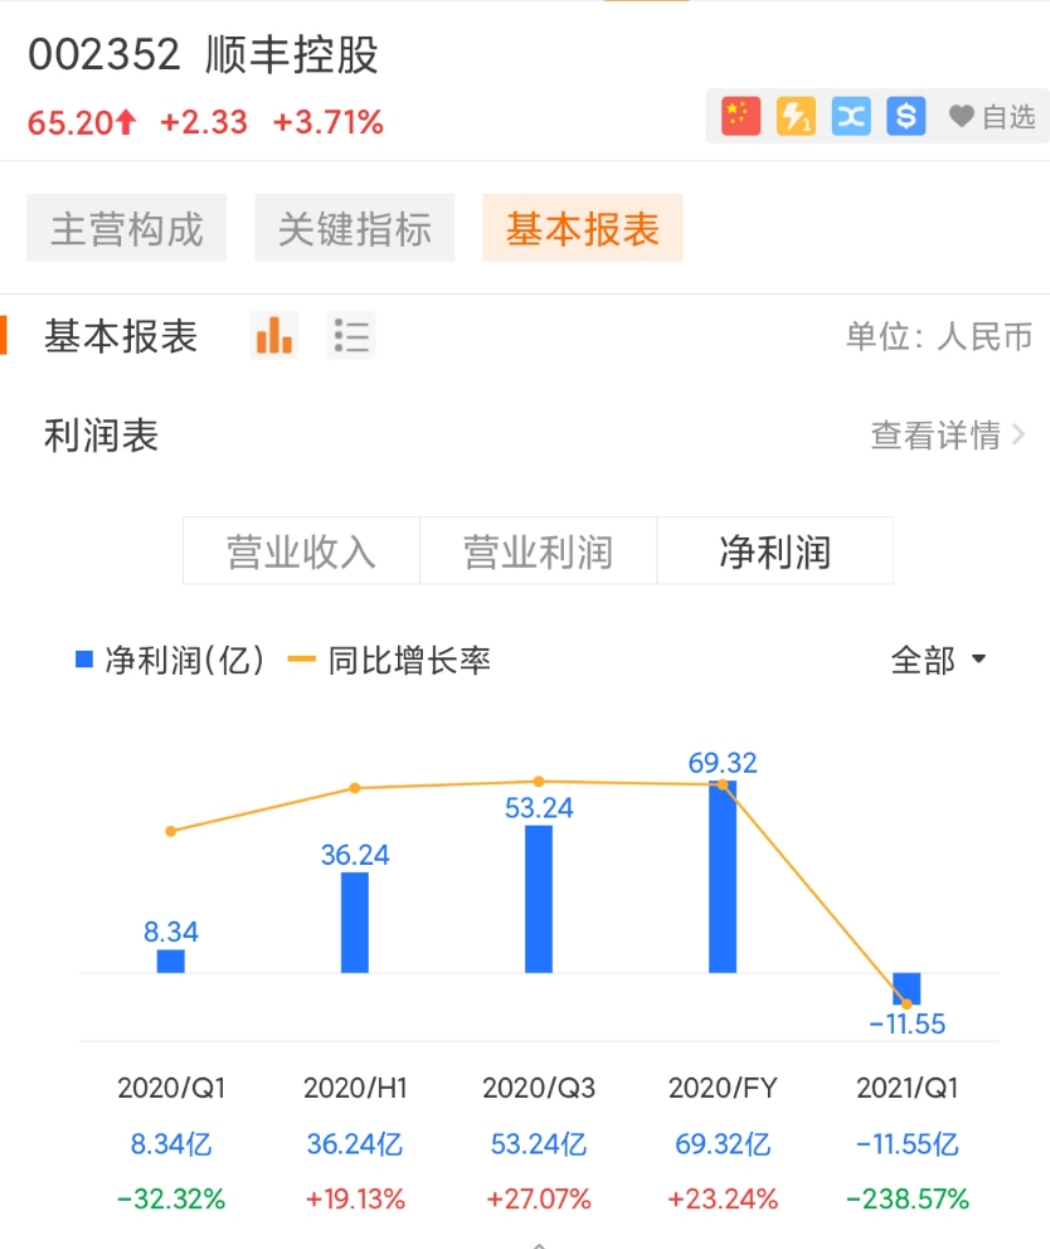 002352 顺丰控股
65.20 +2.33 +3.71%
1 $ 自选
主营构成 关键指标 基本报表
基本报表 单位：人民币
利润表 查看详情
营业收入 营业利润 净利润
净利润(亿) 同比增长率 全部
69.32
53.24
36.24
8.34
−11.55
2020/Q1 2020/H1 2020/Q3 2020/FY 2021/Q1
8.34亿 36.24亿 53.24亿 69.32亿 −11.55亿
−32.32% +19.13% +27.07% +23.24% −238.57%